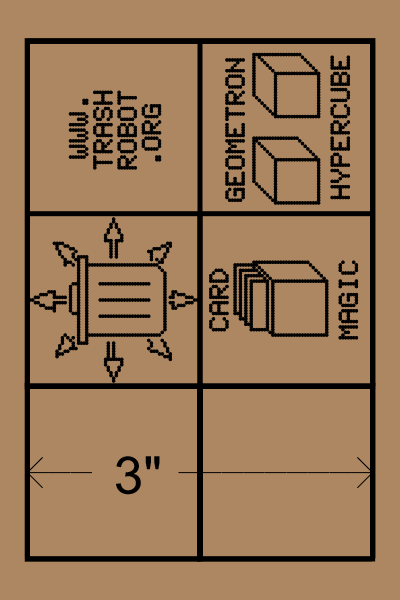 WWW.
TRASH
ROBOT
.ORG
GEOMETRON
HYPERCUBE
CARD
MAGIC
3"